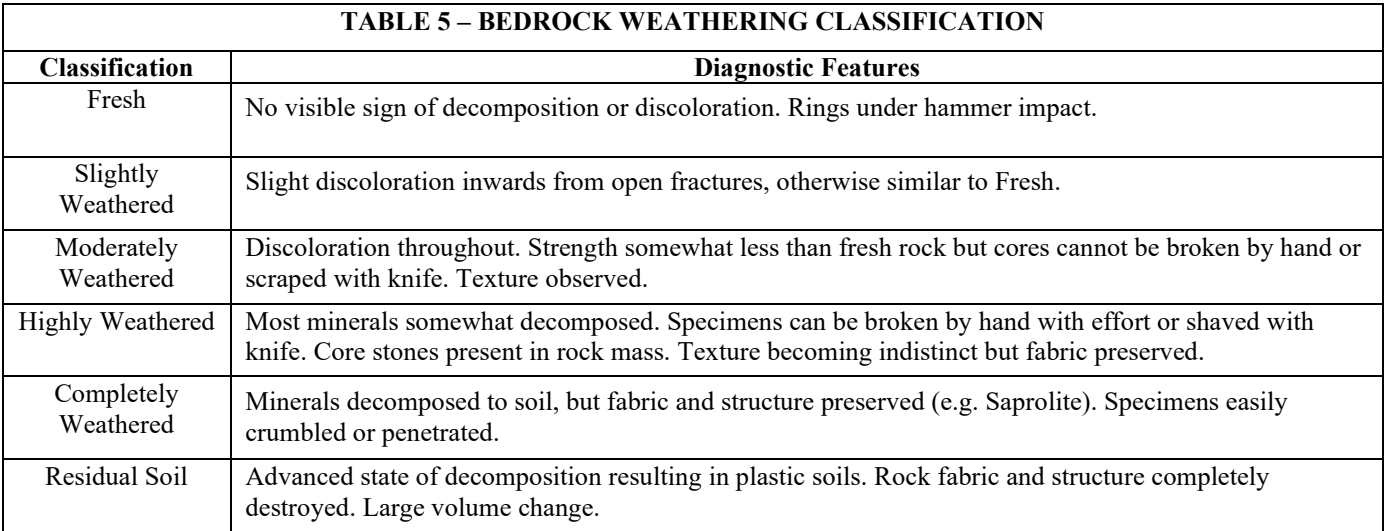 TABLE 5 – BEDROCK WEATHERING CLASSIFICATION
Classification Diagnostic Features
Fresh
No visible sign of decomposition or discoloration. Rings under hammer impact.
Slightly
Weathered
Slight discoloration inwards from open fractures, otherwise similar to Fresh.
Moderately
Weathered
Discoloration throughout. Strength somewhat less than fresh rock but cores cannot be broken by hand or
scraped with knife. Texture observed.
Highly Weathered
Most minerals somewhat decomposed. Specimens can be broken by hand with effort or shaved with
knife. Core stones present in rock mass. Texture becoming indistinct but fabric preserved.
Completely
Weathered
Minerals decomposed to soil, but fabric and structure preserved (e.g. Saprolite). Specimens easily
crumbled or penetrated.
Residual Soil
Advanced state of decomposition resulting in plastic soils. Rock fabric and structure completely
destroyed. Large volume change.